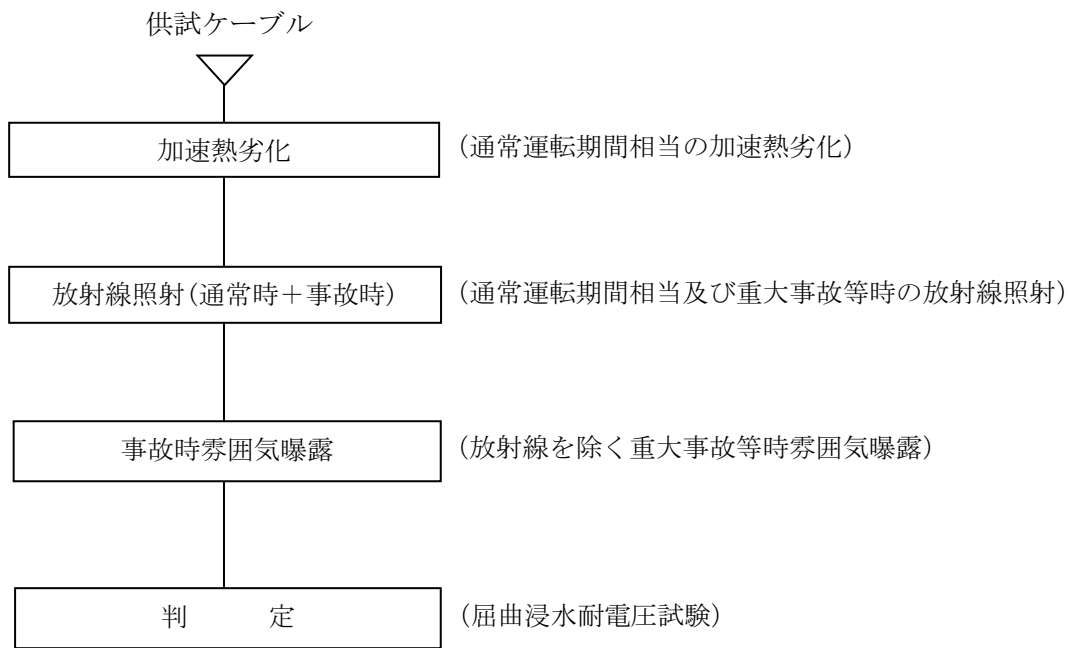 供試ケーブル
加速熱劣化
(通常運転期間相当の加速熱劣化)
放射線照射(通常時+事故時)
(通常運転期間相当及び重大事故等時の放射線照射)
事故時雰囲気曝露
(放射線を除く重大事故等時雰囲気曝露)
判 定
(屈曲浸水耐電圧試験)